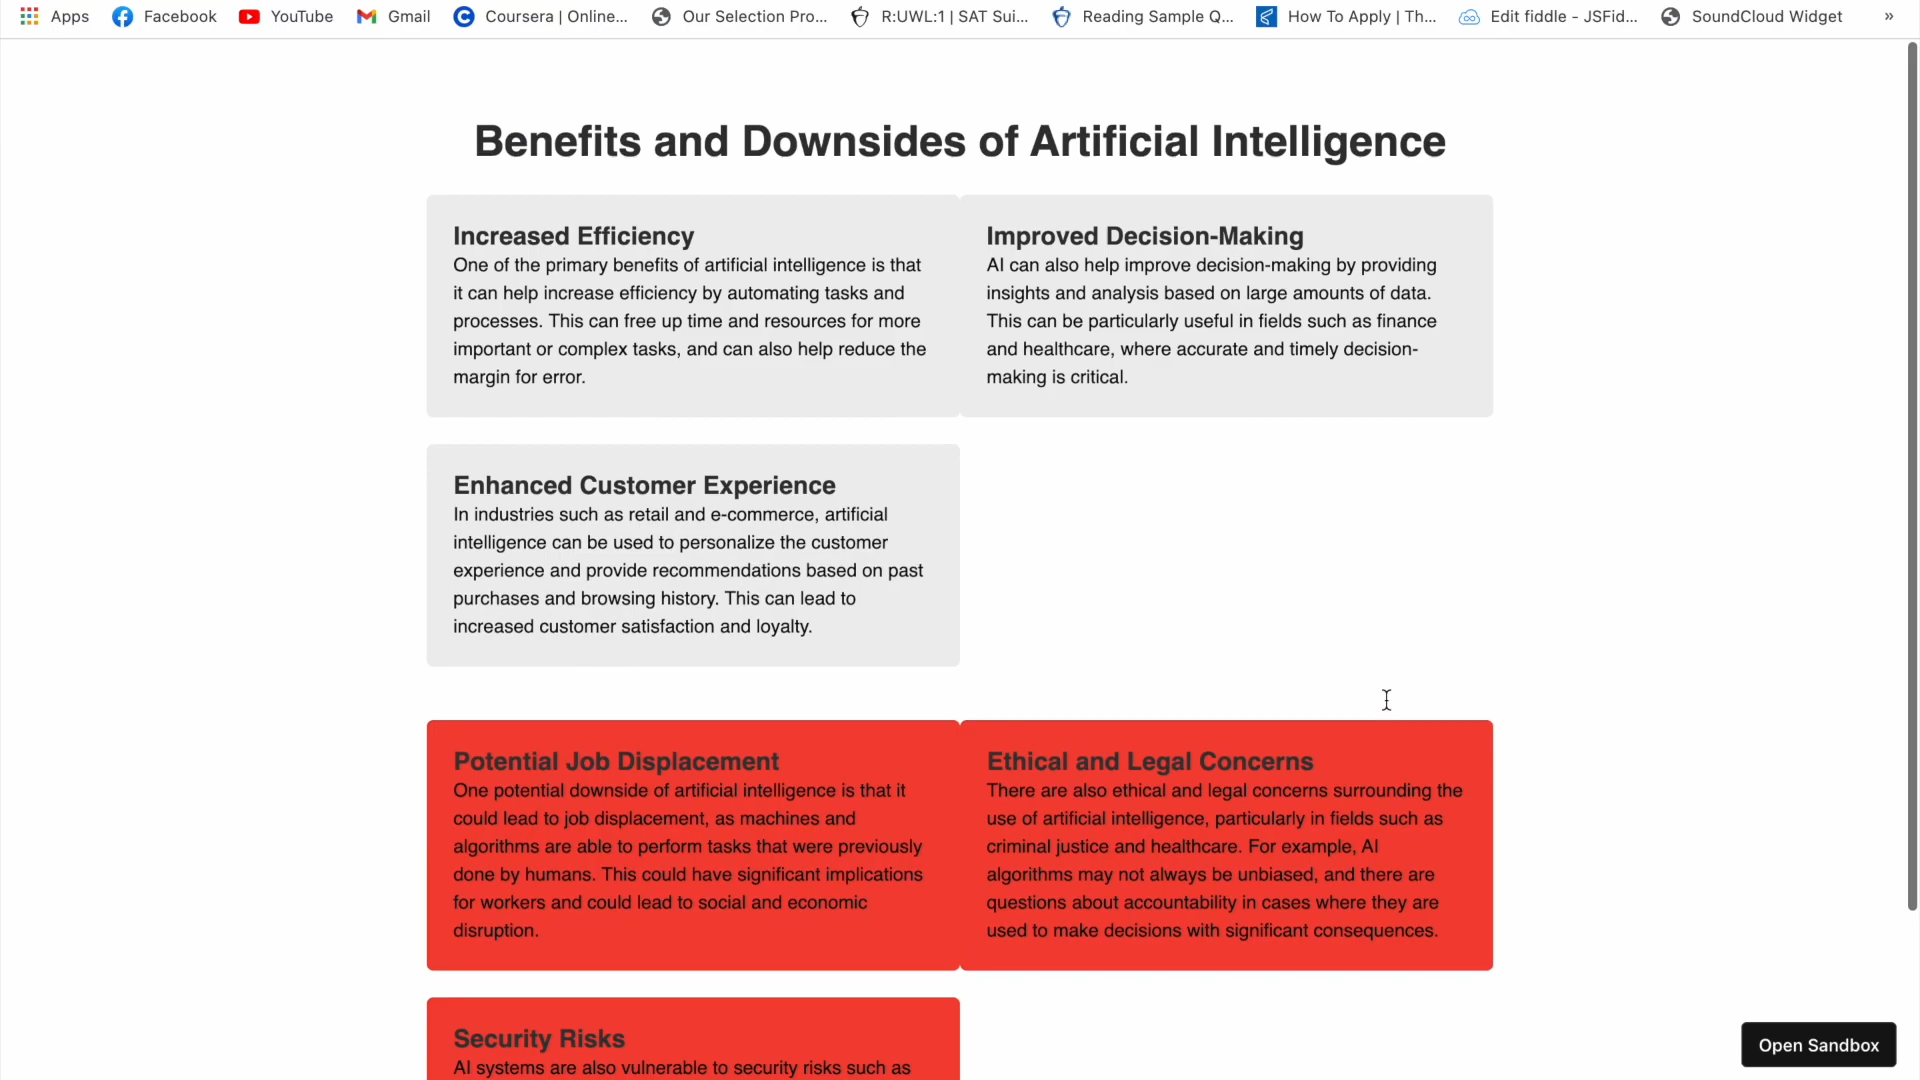 Apps Facebook YouTube Gmail Coursera | Online... Our Selection Pro... R:UWL:1 | SAT Sui... Reading Sample Q... How To Apply | Th... Edit fiddle - JSFid... SoundCloud Widget »
Benefits and Downsides of Artificial Intelligence
Increased Efficiency
One of the primary benefits of artificial intelligence is that
it can help increase efficiency by automating tasks and
processes. This can free up time and resources for more
important or complex tasks, and can also help reduce the
margin for error.
Improved Decision-Making
AI can also help improve decision-making by providing
insights and analysis based on large amounts of data.
This can be particularly useful in fields such as finance
and healthcare, where accurate and timely decision-
making is critical.
Enhanced Customer Experience
In industries such as retail and e-commerce, artificial
intelligence can be used to personalize the customer
experience and provide recommendations based on past
purchases and browsing history. This can lead to
increased customer satisfaction and loyalty.
Potential Job Displacement
One potential downside of artificial intelligence is that it
could lead to job displacement, as machines and
algorithms are able to perform tasks that were previously
done by humans. This could have significant implications
for workers and could lead to social and economic
disruption.
Ethical and Legal Concerns
There are also ethical and legal concerns surrounding the
use of artificial intelligence, particularly in fields such as
criminal justice and healthcare. For example, AI
algorithms may not always be unbiased, and there are
questions about accountability in cases where they are
used to make decisions with significant consequences.
Security Risks
AI systems are also vulnerable to security risks such as
Open Sandbox